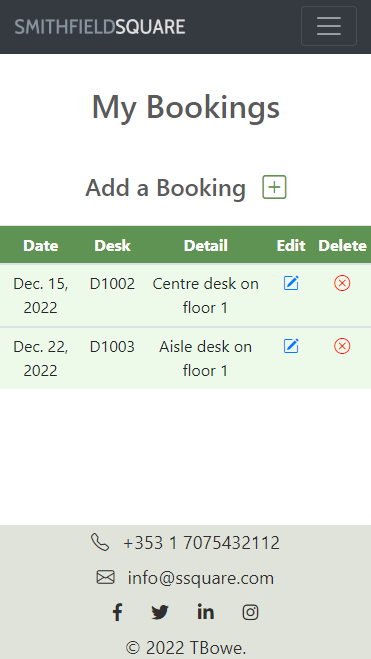 SMITHFIELDSQUARE
My Bookings
Add a Booking
Date Desk Detail Edit Delete
Dec. 15, D1002 Centre desk on
2022 floor 1
Dec. 22, D1003 Aisle desk on
2022 floor 1
+353 1 7075432112
info@ssquare.com
© 2022 TBowe.